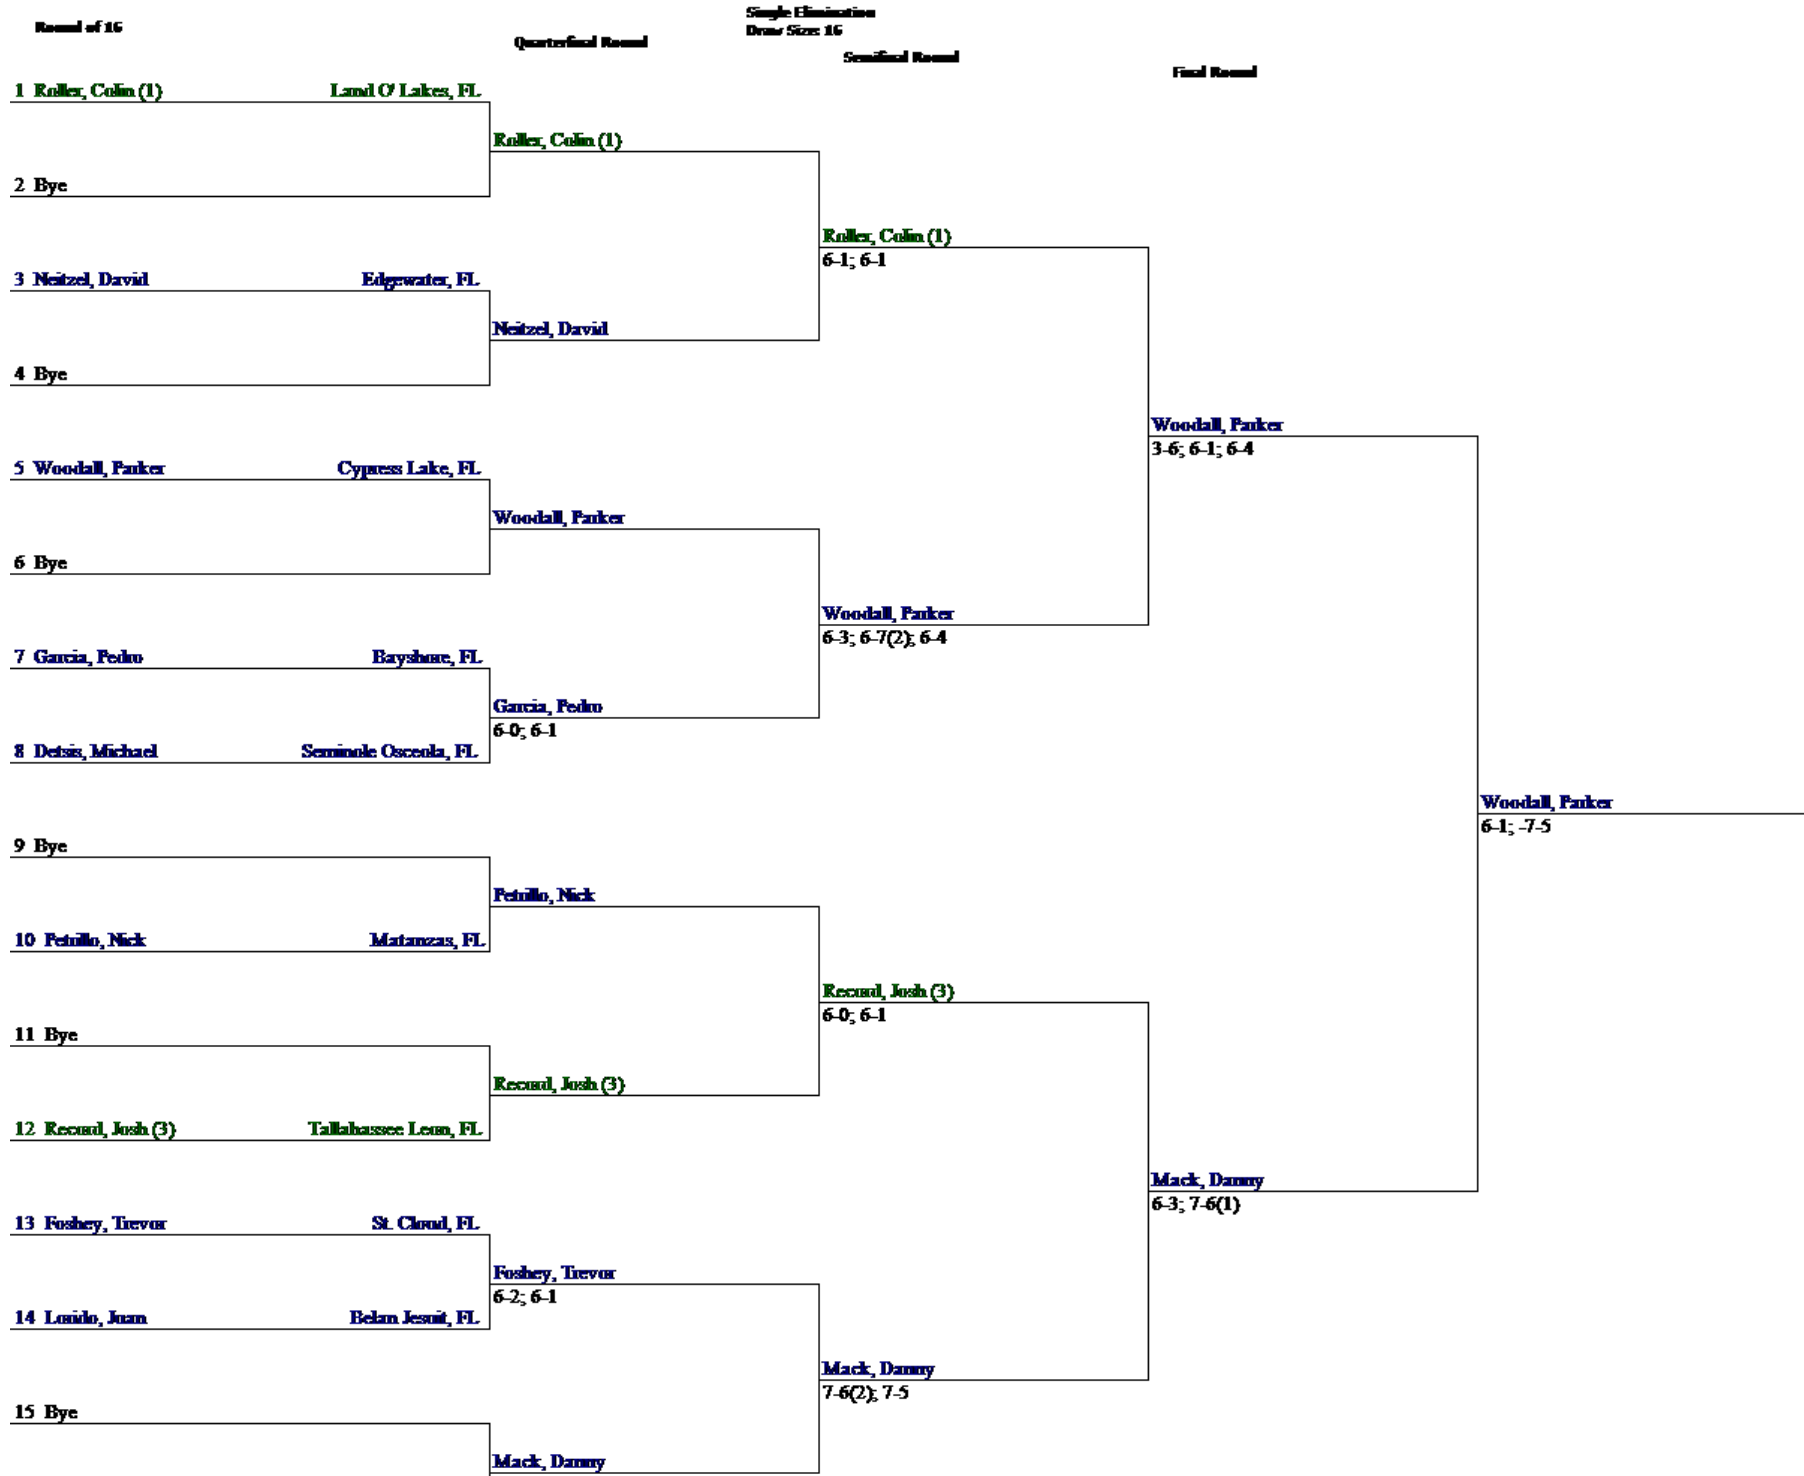 Single Elimination
Draw Size: 16
Round of 16
Quarterfinal Round
Semifinal Round
Final Round
1 Roller, Colin (1) Land O' Lakes, FL
Roller, Colin (1)
2 Bye
Roller, Colin (1)
6-1; 6-1
3 Neitzel, David Edgewater, FL
Neitzel, David
4 Bye
Woodall, Parker
3-6; 6-1; 6-4
5 Woodall, Parker Cypress Lake, FL
Woodall, Parker
6 Bye
Woodall, Parker
6-3; 6-7(2); 6-4
7 Garcia, Pedro Bayshore, FL
Garcia, Pedro
6-0; 6-1
8 Detsis, Michael Seminole Osceola, FL
Woodall, Parker
6-1; -7-5
9 Bye
Petrillo, Nick
10 Petrillo, Nick Matanzas, FL
Record, Josh (3)
6-0; 6-1
11 Bye
Record, Josh (3)
12 Record, Josh (3) Tallahassee Leon, FL
Mack, Danny
6-3; 7-6(1)
13 Foshey, Trevor St. Cloud, FL
Foshey, Trevor
6-2; 6-1
14 Lorido, Juan Belan Jesuit, FL
Mack, Danny
7-6(2); 7-5
15 Bye
Mack, Danny